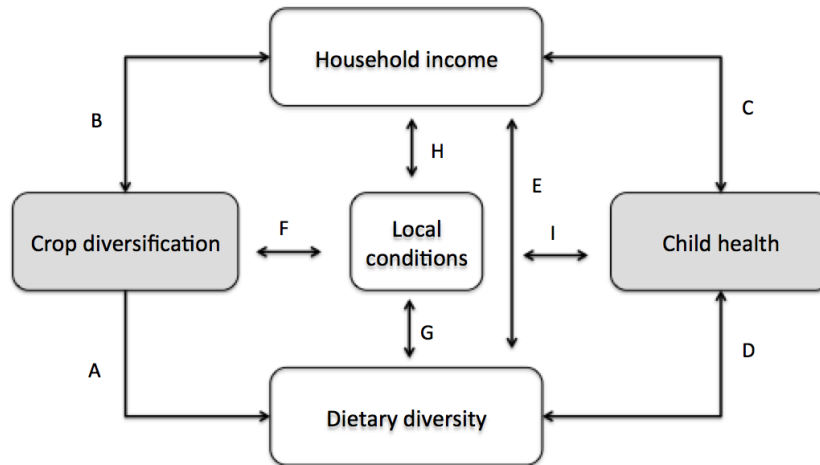 Household income
B
C
H
E
Crop diversification
F
Local
conditions
I
Child health
G
A
D
Dietary diversity